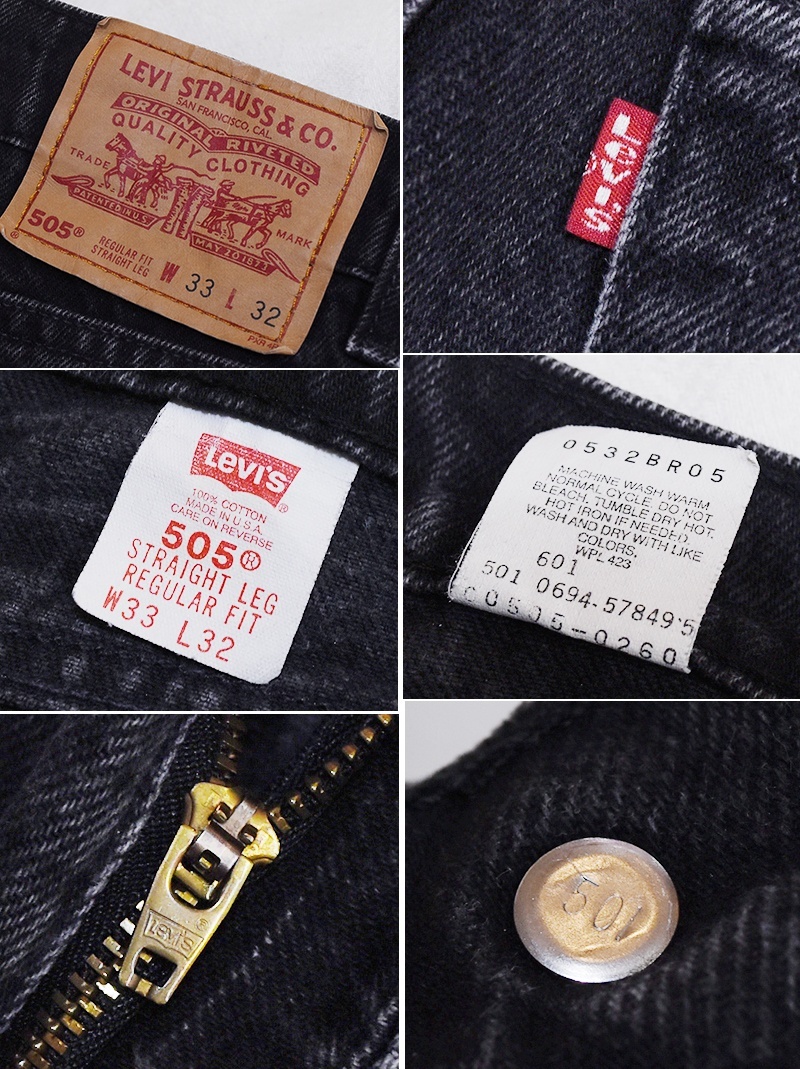 LEVI STRAUSS & CO.
SAN FRANCISCO, CAL.
ORIGINAL RIVETED
QUALITY CLOTHING
TRADE MARK
PATENTED IN U.S. MAY 20 1873
505®
REGULAR FIT
STRAIGHT LEG
W 33 L 32
®
LEVI'S
Levi's®
100% COTTON
MADE IN U.S.A.
CARE ON REVERSE
505®
STRAIGHT LEG
REGULAR FIT
W33 L32
0532BR05
MACHINE WASH WARM
NORMAL CYCLE. DO NOT
BLEACH. TUMBLE DRY HOT.
HOT IRON IF NEEDED.
WASH AND DRY WITH LIKE
COLORS,
WPL 423
601
501 0694-57849'5
00505-0260
Levi's ®
501